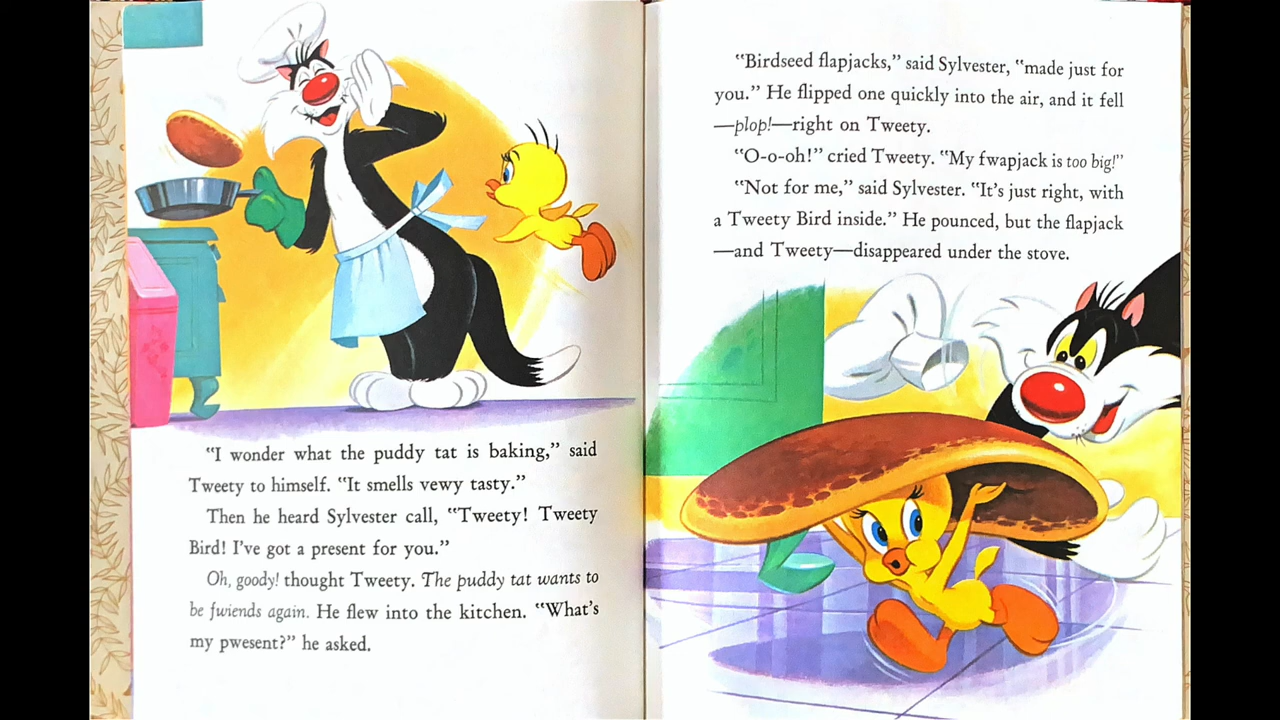 “I wonder what the puddy tat is baking,” said
Tweety to himself. “It smells vewy tasty.”
Then he heard Sylvester call, “Tweety! Tweety
Bird! I’ve got a present for you.”
Oh, goody! thought Tweety. The puddy tat wants to
be fwiends again. He flew into the kitchen. “What’s
my pwesent?” he asked.
“Birdseed flapjacks,” said Sylvester, “made just for
you.” He flipped one quickly into the air, and it fell
—plop!—right on Tweety.
“O-o-oh!” cried Tweety. “My fwapjack is too big!”
“Not for me,” said Sylvester. “It’s just right, with
a Tweety Bird inside.” He pounced, but the flapjack
—and Tweety—disappeared under the stove.